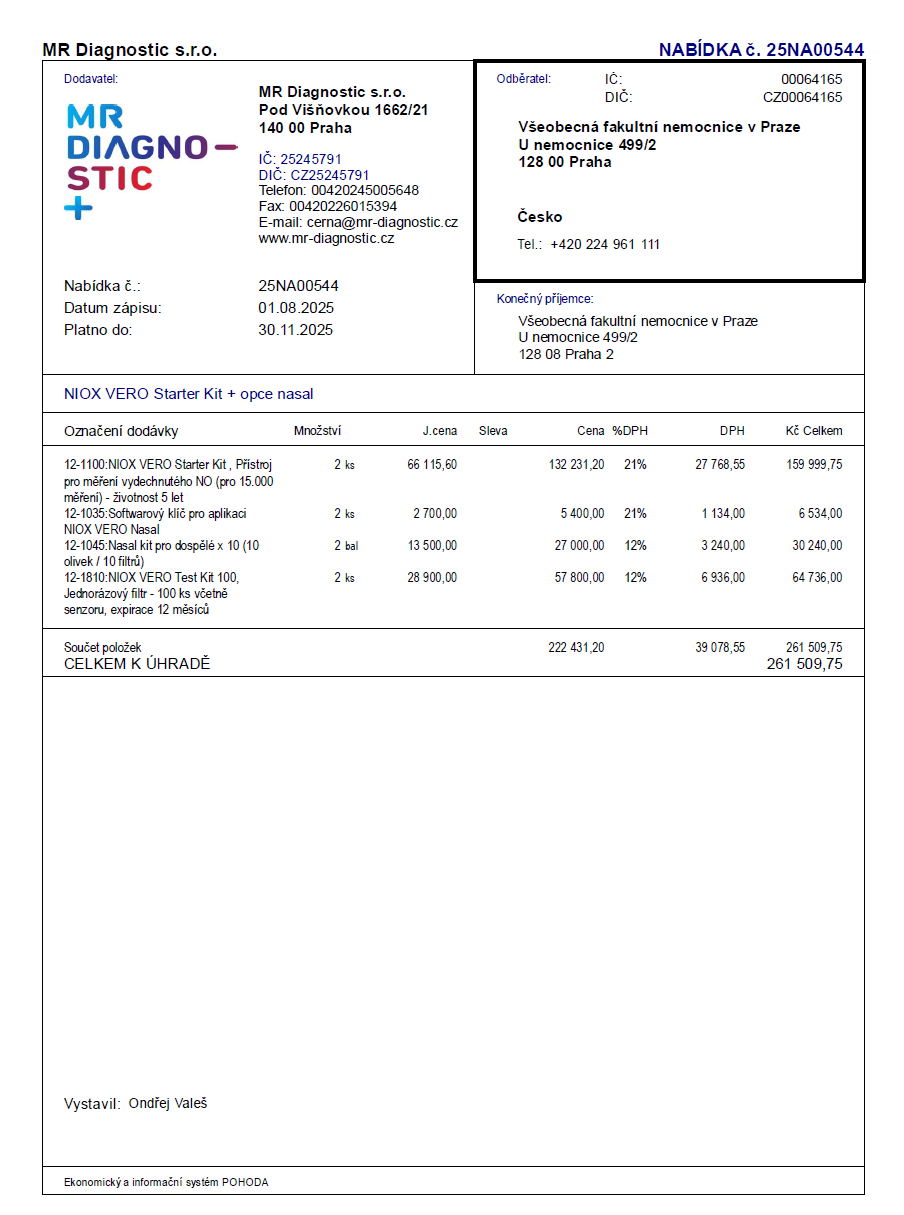 MR Diagnostic s.r.o.
NABÍDKA č. 25NA00544
Dodavatel:
MR
DIAGNO–
STIC
+
MR Diagnostic s.r.o.
Pod Višňovkou 1662/21
140 00 Praha
IČ: 25245791
DIČ: CZ25245791
Telefon: 00420245005648
Fax: 00420226015394
E-mail: cerna@mr-diagnostic.cz
www.mr-diagnostic.cz
Nabídka č.: 25NA00544
Datum zápisu: 01.08.2025
Platno do: 30.11.2025
Odběratel: IČ: 00064165
DIČ: CZ00064165
Všeobecná fakultní nemocnice v Praze
U nemocnice 499/2
128 00 Praha
Česko
Tel.: +420 224 961 111
Konečný příjemce:
Všeobecná fakultní nemocnice v Praze
U nemocnice 499/2
128 08 Praha 2
NIOX VERO Starter Kit + opce nasal
Označení dodávky Množství J.cena Sleva Cena %DPH DPH Kč Celkem
12-1100:NIOX VERO Starter Kit , Přístroj 2 ks 66 115,60 132 231,20 21% 27 768,55 159 999,75
pro měření vydechnutého NO (pro 15.000
měření) - životnost 5 let
12-1035:Softwarový klíč pro aplikaci 2 ks 2 700,00 5 400,00 21% 1 134,00 6 534,00
NIOX VERO Nasal
12-1045:Nasal kit pro dospělé x 10 (10 2 bal 13 500,00 27 000,00 12% 3 240,00 30 240,00
olivek / 10 filtrů)
12-1810:NIOX VERO Test Kit 100, 2 ks 28 900,00 57 800,00 12% 6 936,00 64 736,00
Jednorázový filtr - 100 ks včetně
senzoru, expirace 12 měsíců
Součet položek 222 431,20 39 078,55 261 509,75
CELKEM K ÚHRADĚ 261 509,75
Vystavil: Ondřej Valeš
Ekonomický a informační systém POHODA